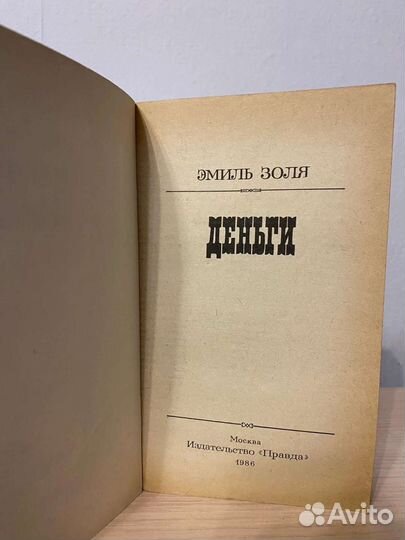 ЭМИЛЬ ЗОЛЯ
ДЕНЬГИ
Москва
Издательство «Правда»
1986
Avito